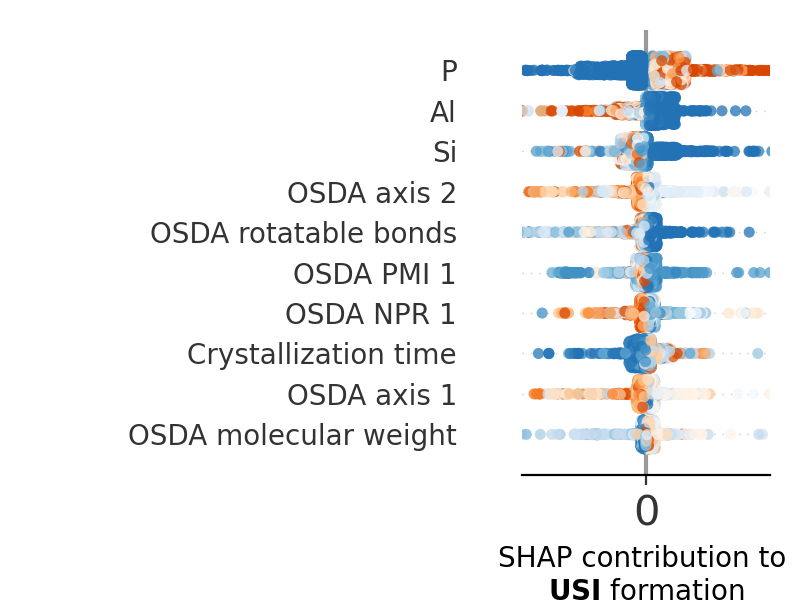 P
Al
Si
OSDA axis 2
OSDA rotatable bonds
OSDA PMI 1
OSDA NPR 1
Crystallization time
OSDA axis 1
OSDA molecular weight
0
SHAP contribution to
USI formation